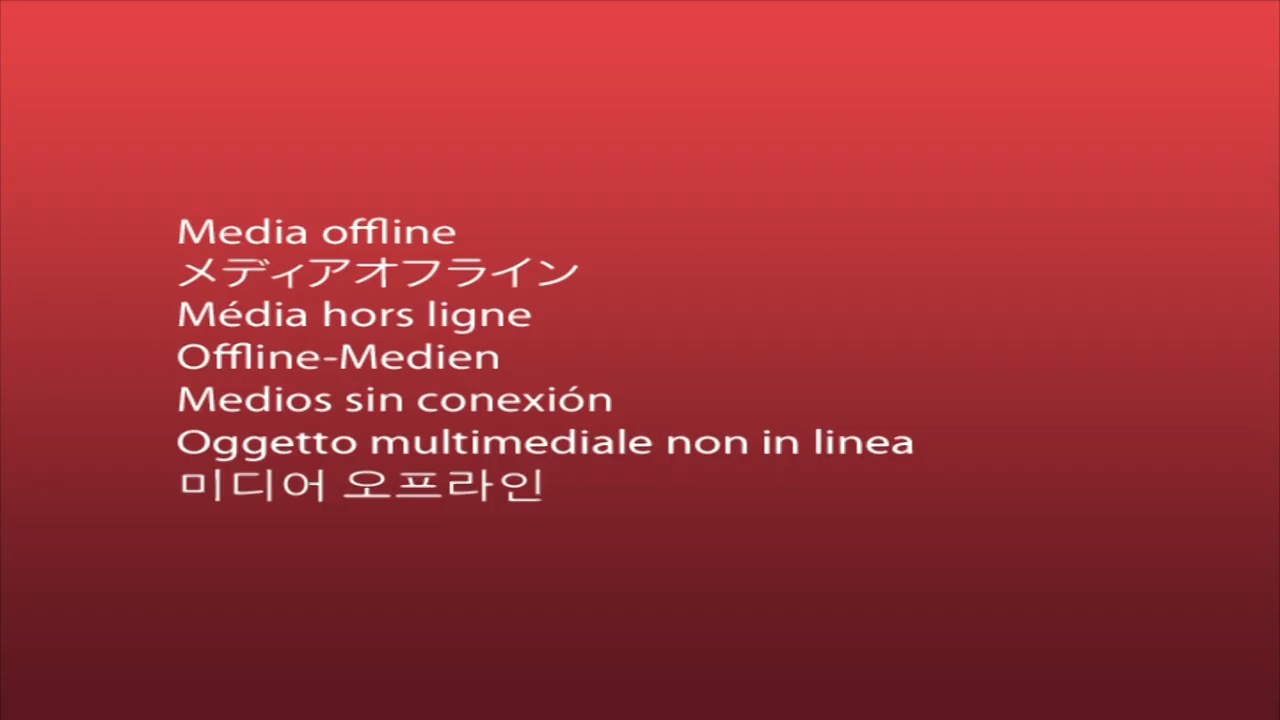 Media offline
メディアオフライン
Média hors ligne
Offline-Medien
Medios sin conexión
Oggetto multimediale non in linea
미디어 오프라인